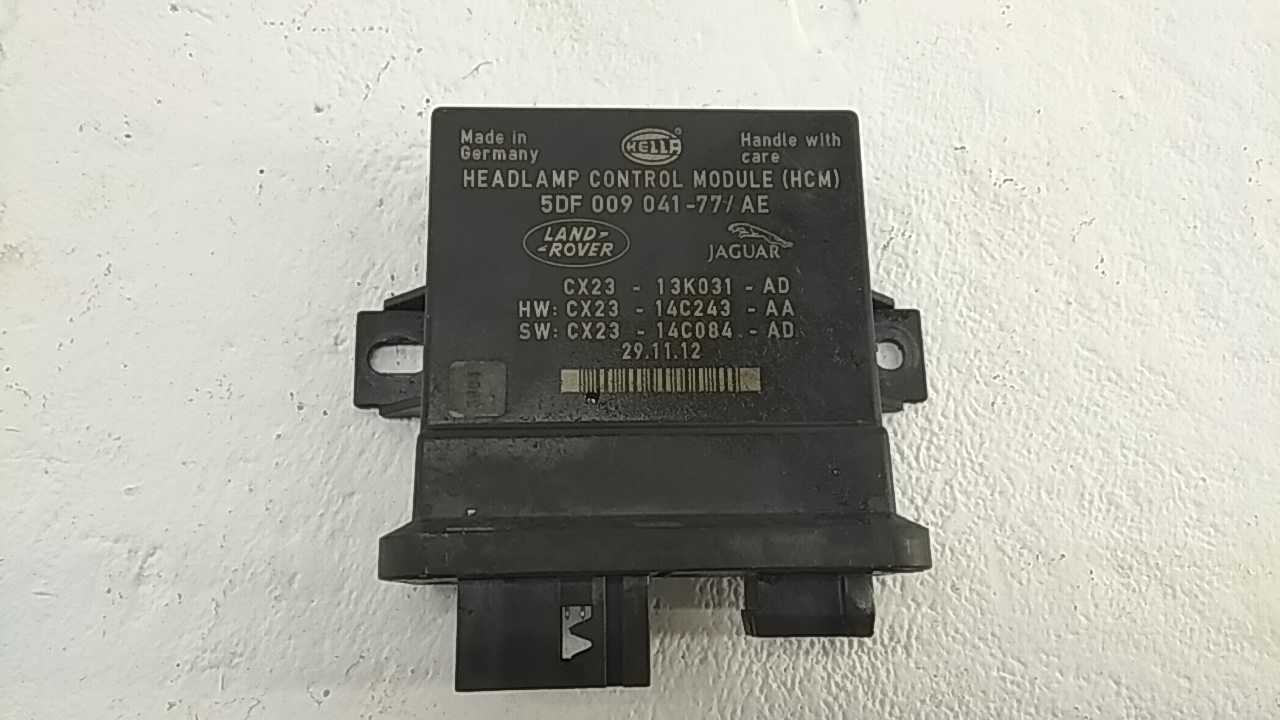 Made in
Germany
HELLA
Handle with
care
HEADLAMP CONTROL MODULE (HCM)
5DF 009 041-77/ AE
LAND-
-ROVER
JAGUAR
CX23 - 13K031 - AD
HW: CX23 - 14C243 - AA
SW: CX23 - 14C084 - AD
29.11.12